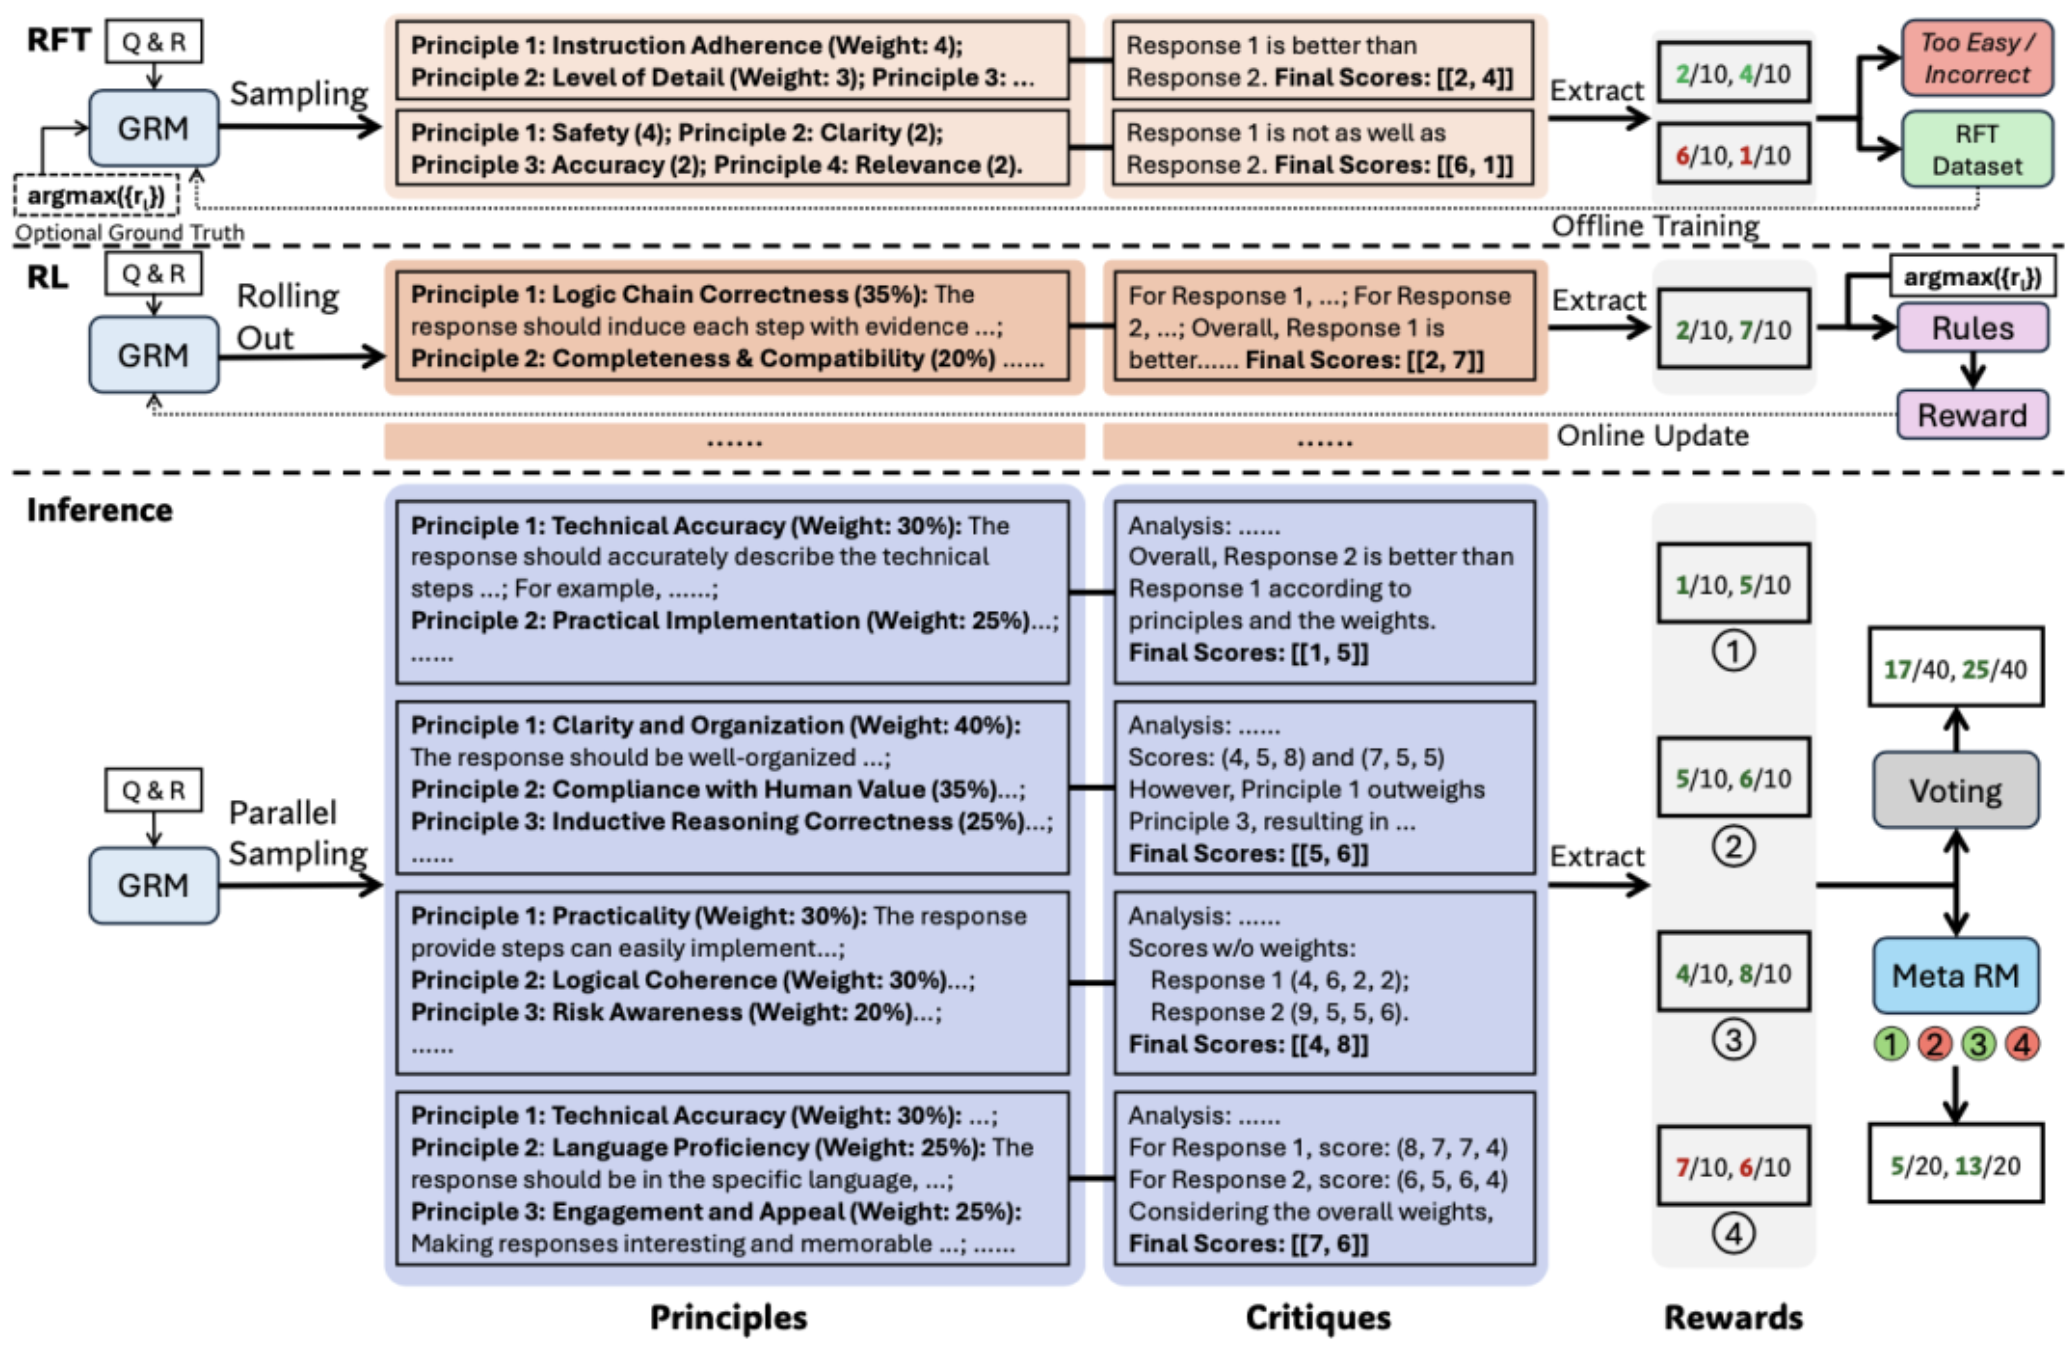 RFT
Q & R
GRM
argmax({r_i})
Optional Ground Truth
Sampling
Principle 1: Instruction Adherence (Weight: 4);
Principle 2: Level of Detail (Weight: 3); Principle 3: ...
Response 1 is better than
Response 2. Final Scores: [[2, 4]]
Principle 1: Safety (4); Principle 2: Clarity (2);
Principle 3: Accuracy (2); Principle 4: Relevance (2).
Response 1 is not as well as
Response 2. Final Scores: [[6, 1]]
Extract
2/10, 4/10
6/10, 1/10
Too Easy /
Incorrect
RFT
Dataset
Offline Training
RL
Q & R
GRM
Rolling
Out
Principle 1: Logic Chain Correctness (35%): The
response should induce each step with evidence ...;
Principle 2: Completeness & Compatibility (20%) ......
For Response 1, ...; For Response
2, ...; Overall, Response 1 is
better...... Final Scores: [[2, 7]]
Extract
2/10, 7/10
argmax({r_i})
Rules
Reward
Online Update
......
......
Inference
Q & R
GRM
Parallel
Sampling
Principle 1: Technical Accuracy (Weight: 30%): The
response should accurately describe the technical
steps ...; For example, ......;
Principle 2: Practical Implementation (Weight: 25%)...;
......
Analysis: ......
Overall, Response 2 is better than
Response 1 according to
principles and the weights.
Final Scores: [[1, 5]]
Principle 1: Clarity and Organization (Weight: 40%):
The response should be well-organized ...;
Principle 2: Compliance with Human Value (35%)...;
Principle 3: Inductive Reasoning Correctness (25%)...;
......
Analysis: ......
Scores: (4, 5, 8) and (7, 5, 5)
However, Principle 1 outweighs
Principle 3, resulting in ...
Final Scores: [[5, 6]]
Principle 1: Practicality (Weight: 30%): The response
provide steps can easily implement...;
Principle 2: Logical Coherence (Weight: 30%)...;
Principle 3: Risk Awareness (Weight: 20%)...;
......
Analysis: ......
Scores w/o weights:
Response 1 (4, 6, 2, 2);
Response 2 (9, 5, 5, 6).
Final Scores: [[4, 8]]
Principle 1: Technical Accuracy (Weight: 30%): ...;
Principle 2: Language Proficiency (Weight: 25%): The
response should be in the specific language, ...;
Principle 3: Engagement and Appeal (Weight: 25%):
Making responses interesting and memorable ...; ......
Analysis: ......
For Response 1, score: (8, 7, 7, 4)
For Response 2, score: (6, 5, 6, 4)
Considering the overall weights,
Final Scores: [[7, 6]]
Extract
1/10, 5/10
1
5/10, 6/10
2
4/10, 8/10
3
7/10, 6/10
4
17/40, 25/40
Voting
Meta RM
1 2 3 4
5/20, 13/20
Principles
Critiques
Rewards